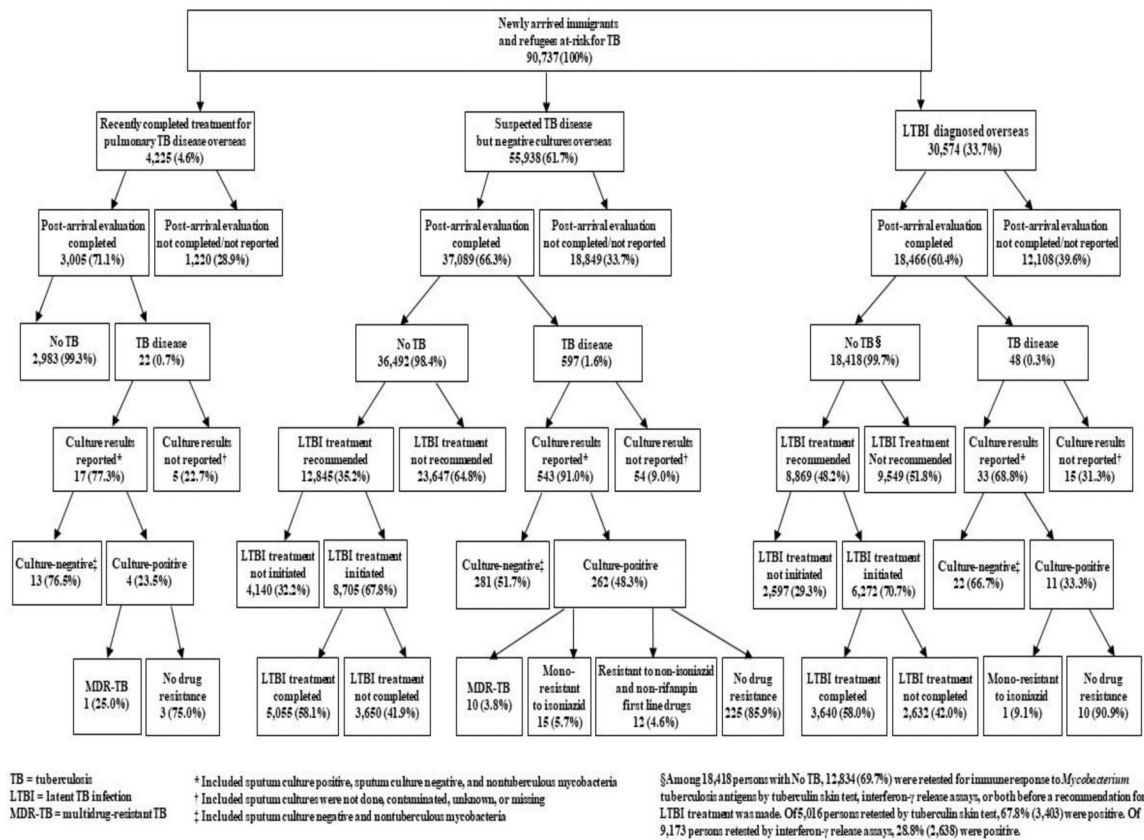 Newly arrived immigrants
and refugees at-risk for TB
90,737 (100%)
Recently completed treatment for
pulmonary TB disease overseas
4,225 (4.6%)
Suspected TB disease
but negative cultures overseas
55,938 (61.7%)
LTBI diagnosed overseas
30,574 (33.7%)
Post-arrival evaluation
completed
3,005 (71.1%)
Post-arrival evaluation
not completed/not reported
1,220 (28.9%)
Post-arrival evaluation
completed
37,089 (66.3%)
Post-arrival evaluation
not completed/not reported
18,849 (33.7%)
Post-arrival evaluation
completed
18,466 (60.4%)
Post-arrival evaluation
not completed/not reported
12,108 (39.6%)
No TB
2,983 (99.3%)
TB disease
22 (0.7%)
No TB
36,492 (98.4%)
TB disease
597 (1.6%)
No TB §
18,418 (99.7%)
TB disease
48 (0.3%)
Culture results
reported*
17 (77.3%)
Culture results
not reported†
5 (22.7%)
LTBI treatment
recommended
12,845 (35.2%)
LTBI treatment
not recommended
23,647 (64.8%)
Culture results
reported*
543 (91.0%)
Culture results
not reported†
54 (9.0%)
LTBI treatment
recommended
8,869 (48.2%)
LTBI Treatment
Not recommended
9,549 (51.8%)
Culture results
reported*
33 (68.8%)
Culture results
not reported†
15 (31.3%)
Culture-negative‡
13 (76.5%)
Culture-positive
4 (23.5%)
LTBI treatment
not initiated
4,140 (32.2%)
LTBI treatment
initiated
8,705 (67.8%)
Culture-negative‡
281 (51.7%)
Culture-positive
262 (48.3%)
LTBI treatment
not initiated
2,597 (29.3%)
LTBI treatment
initiated
6,272 (70.7%)
Culture-negative‡
22 (66.7%)
Culture-positive
11 (33.3%)
MDR-TB
1 (25.0%)
No drug
resistance
3 (75.0%)
LTBI treatment
completed
5,055 (58.1%)
LTBI treatment
not completed
3,650 (41.9%)
MDR-TB
10 (3.8%)
Mono-
resistant
to isoniazid
15 (5.7%)
Resistant to non-isoniazid
and non-rifampin
first line drugs
12 (4.6%)
No drug
resistance
225 (85.9%)
LTBI treatment
completed
3,640 (58.0%)
LTBI treatment
not completed
2,632 (42.0%)
Mono-resistant
to isoniazid
1 (9.1%)
No drug
resistance
10 (90.9%)
TB = tuberculosis
LTBI = latent TB infection
MDR-TB = multidrug-resistant TB
* Included sputum culture positive, sputum culture negative, and nontuberculous mycobacteria
† Included sputum cultures were not done, contaminated, unknown, or missing
‡ Included sputum culture negative and nontuberculous mycobacteria
§Among 18,418 persons with No TB, 12,834 (69.7%) were retested for immune response to Mycobacterium
tuberculosis antigens by tuberculin skin test, interferon-γ release assays, or both before a recommendation for
LTBI treatment was made. Of 5,016 persons retested by tuberculin skin test, 67.8% (3,403) were positive. Of
9,173 persons retested by interferon-γ release assays, 28.8% (2,638) were positive.